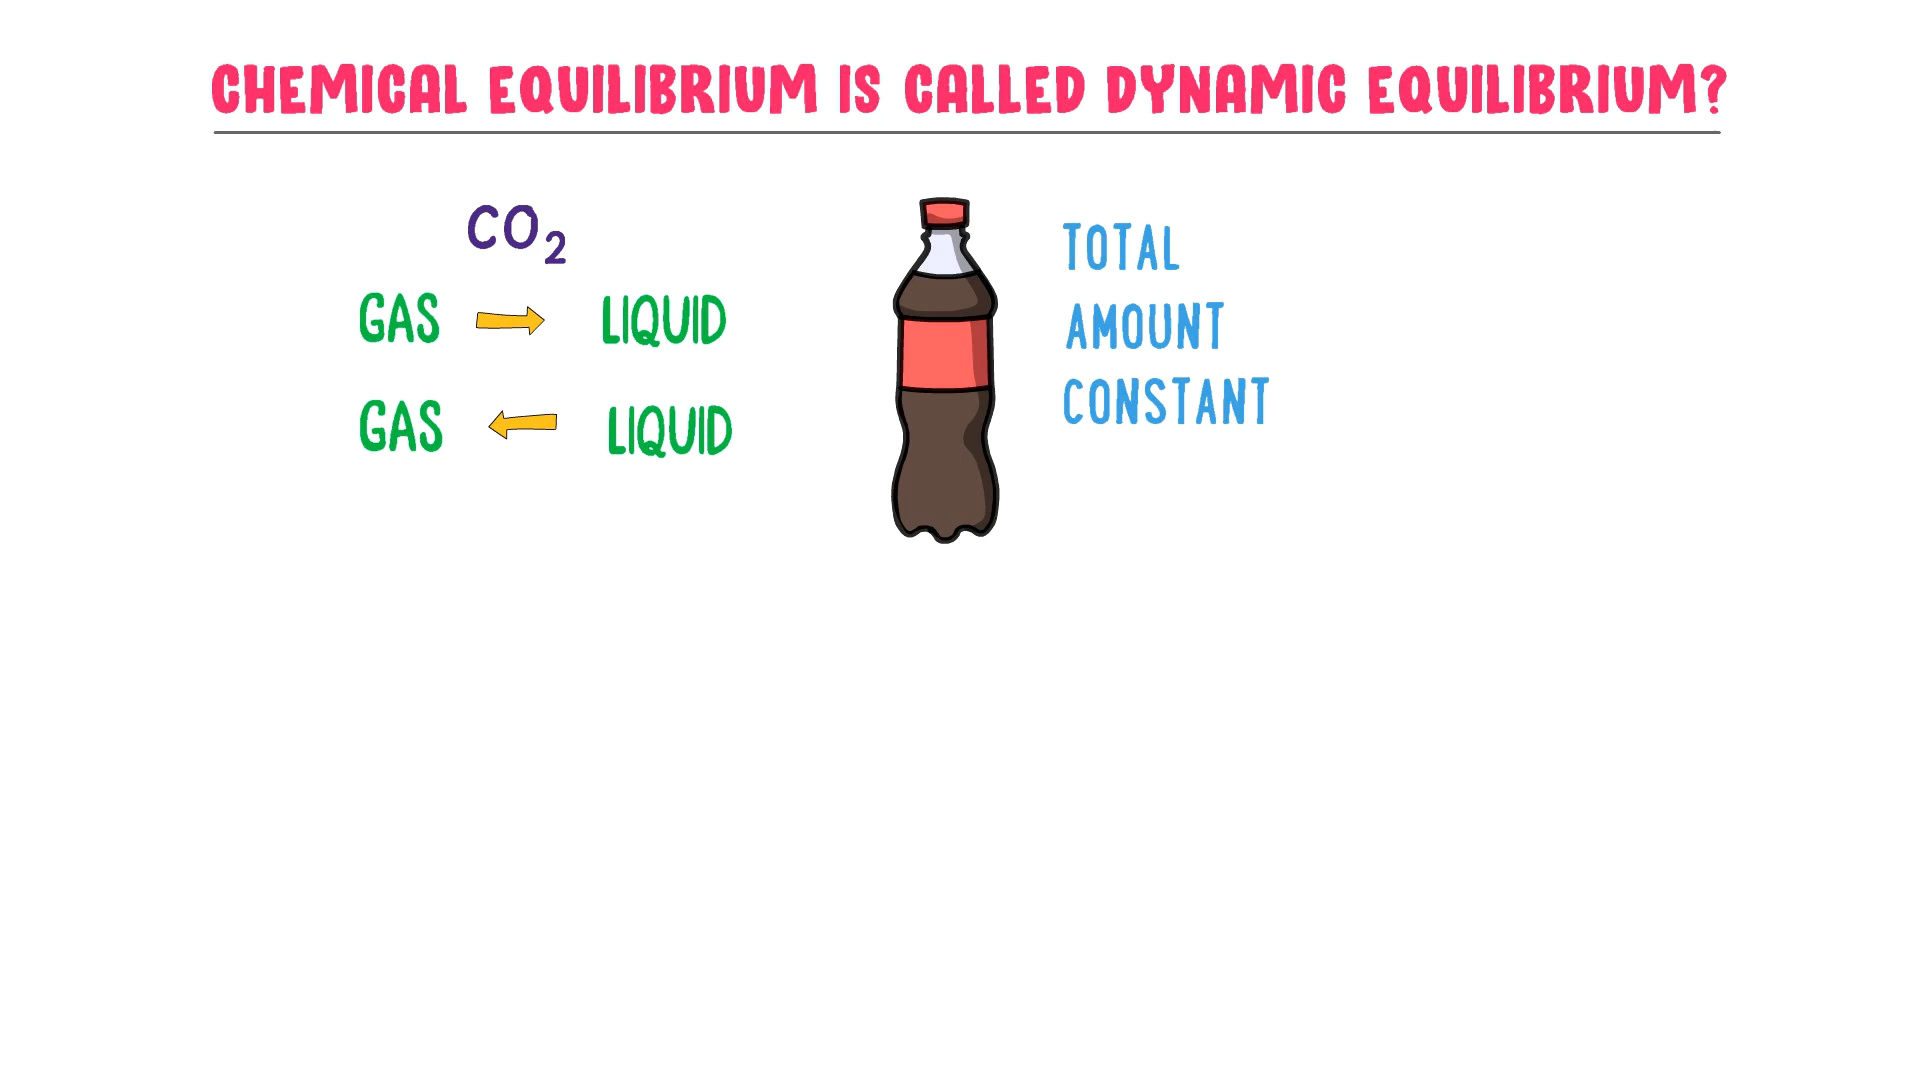 CHEMICAL EQUILIBRIUM IS CALLED DYNAMIC EQUILIBRIUM?
CO₂
GAS → LIQUID
GAS ← LIQUID
TOTAL
AMOUNT
CONSTANT